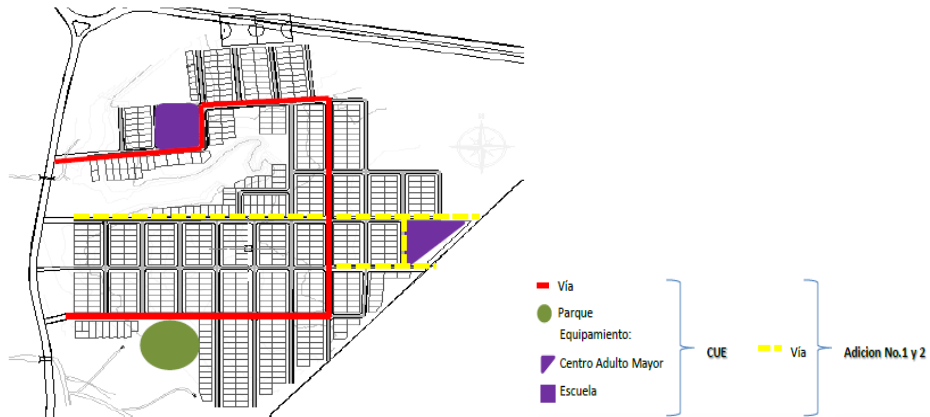 Vía
Parque
Equipamiento:
Centro Adulto Mayor
Escuela
CUE
Vía
Adicion No.1 y 2